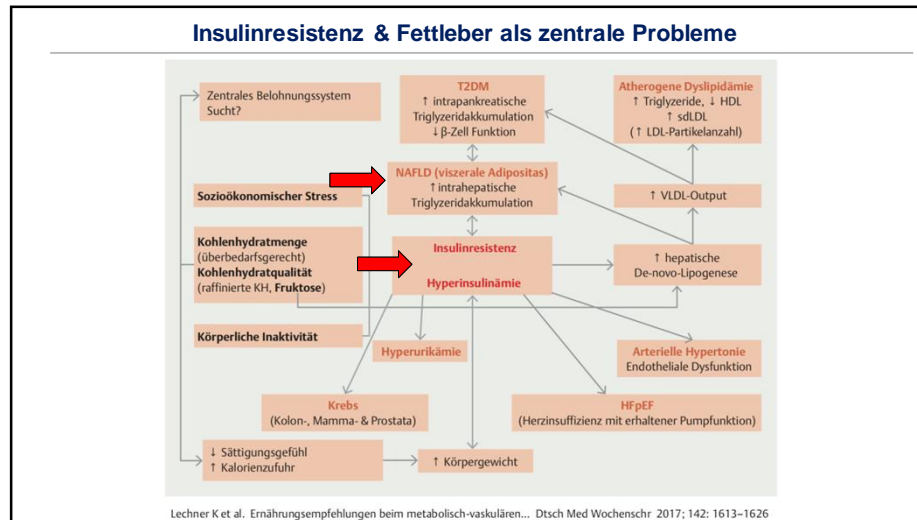 Insulinresistenz & Fettleber als zentrale Probleme
Zentrales Belohnungssystem
Sucht?
T2DM
↑ intrapankreatische
Triglyzeridakkumulation
↓ β-Zell Funktion
Atherogene Dyslipidämie
↑ Triglyzeride, ↓ HDL
↑ sdLDL
(↑ LDL-Partikelanzahl)
NAFLD (viszerale Adipositas)
↑ intrahepatische
Triglyzeridakkumulation
Sozioökonomischer Stress
↑ VLDL-Output
Kohlenhydratmenge
(überbedarfsgerecht)
Kohlenhydratqualität
(raffinierte KH, Fruktose)
Insulinresistenz
Hyperinsulinämie
↑ hepatische
De-novo-Lipogenese
Körperliche Inaktivität
Hyperurikämie
Arterielle Hypertonie
Endotheliale Dysfunktion
Krebs
(Kolon-, Mamma- & Prostata)
HFpEF
(Herzinsuffizienz mit erhaltener Pumpfunktion)
↓ Sättigungsgefühl
↑ Kalorienzufuhr
↑ Körpergewicht
Lechner K et al. Ernährungsempfehlungen beim metabolisch-vaskulären... Dtsch Med Wochenschr 2017; 142: 1613–1626